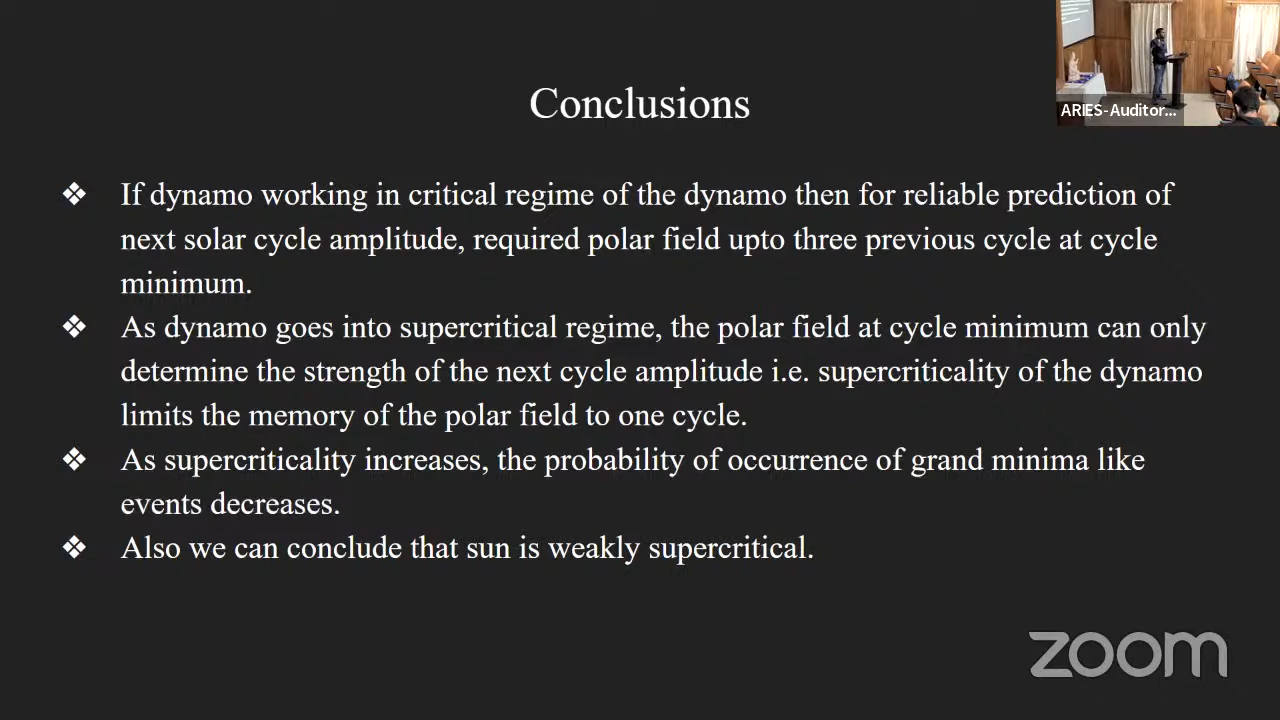 Conclusions
ARIES-Auditor...
❖ If dynamo working in critical regime of the dynamo then for reliable prediction of
next solar cycle amplitude, required polar field upto three previous cycle at cycle
minimum.
❖ As dynamo goes into supercritical regime, the polar field at cycle minimum can only
determine the strength of the next cycle amplitude i.e. supercriticality of the dynamo
limits the memory of the polar field to one cycle.
❖ As supercriticality increases, the probability of occurrence of grand minima like
events decreases.
❖ Also we can conclude that sun is weakly supercritical.
zoom